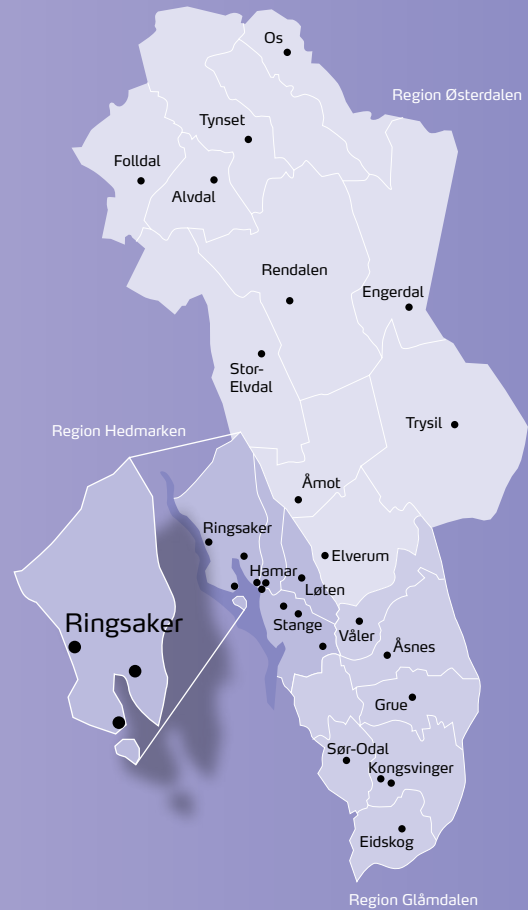 Os
Region Østerdalen
Tynset
Folldal
Alvdal
Rendalen
Engerdal
Stor-
Elvdal
Trysil
Region Hedmarken
Åmot
Ringsaker
Elverum
Hamar
Løten
Ringsaker
Stange
Våler
Åsnes
Grue
Sør-Odal
Kongsvinger
Eidskog
Region Glåmdalen